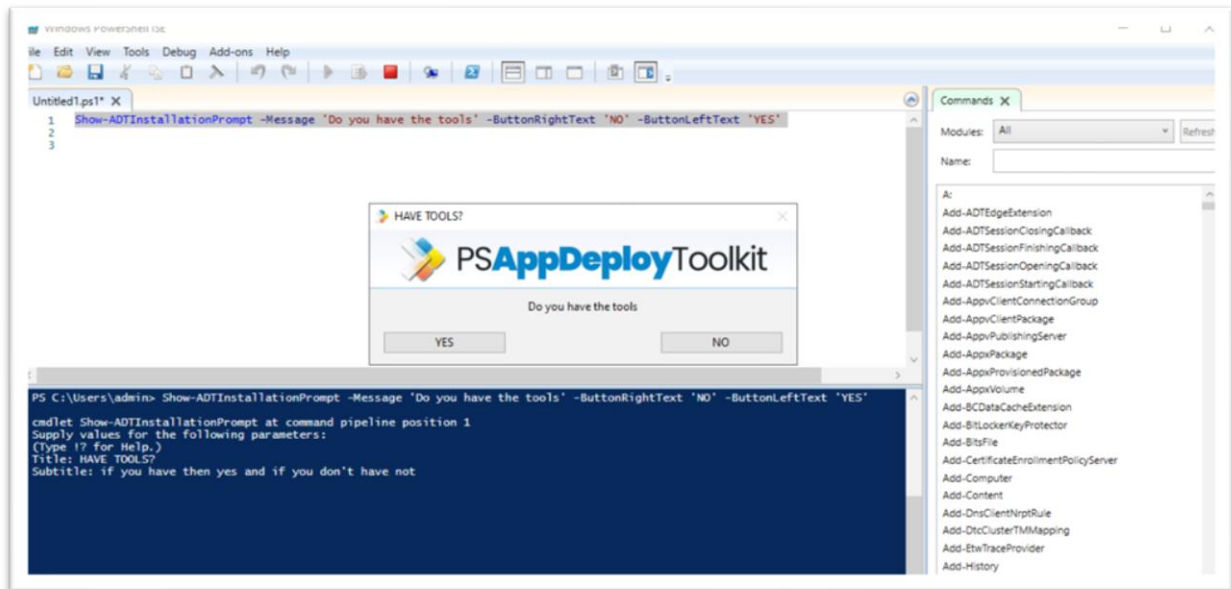 Windows PowerShell ISE
ile Edit View Tools Debug Add-ons Help
Untitled1.ps1* X
1 Show-ADTInstallationPrompt -Message 'Do you have the tools' -ButtonRightText 'NO' -ButtonLeftText 'YES'
2
3
HAVE TOOLS?
PSAppDeployToolkit
Do you have the tools
YES NO
PS C:\Users\admin> Show-ADTInstallationPrompt -Message 'Do you have the tools' -ButtonRightText 'NO' -ButtonLeftText 'YES'
cmdlet Show-ADTInstallationPrompt at command pipeline position 1
Supply values for the following parameters:
(Type !? for Help.)
Title: HAVE TOOLS?
Subtitle: if you have then yes and if you don't have not
Commands X
Modules: All Refresh
Name:
A:
Add-ADTEdgeExtension
Add-ADTSessionClosingCallback
Add-ADTSessionFinishingCallback
Add-ADTSessionOpeningCallback
Add-ADTSessionStartingCallback
Add-AppvClientConnectionGroup
Add-AppvClientPackage
Add-AppvPublishingServer
Add-AppxPackage
Add-AppxProvisionedPackage
Add-AppxVolume
Add-BCDataCacheExtension
Add-BitLockerKeyProtector
Add-BitsFile
Add-CertificateEnrollmentPolicyServer
Add-Computer
Add-Content
Add-DnsClientNrptRule
Add-DtcClusterTMMapping
Add-EtwTraceProvider
Add-History